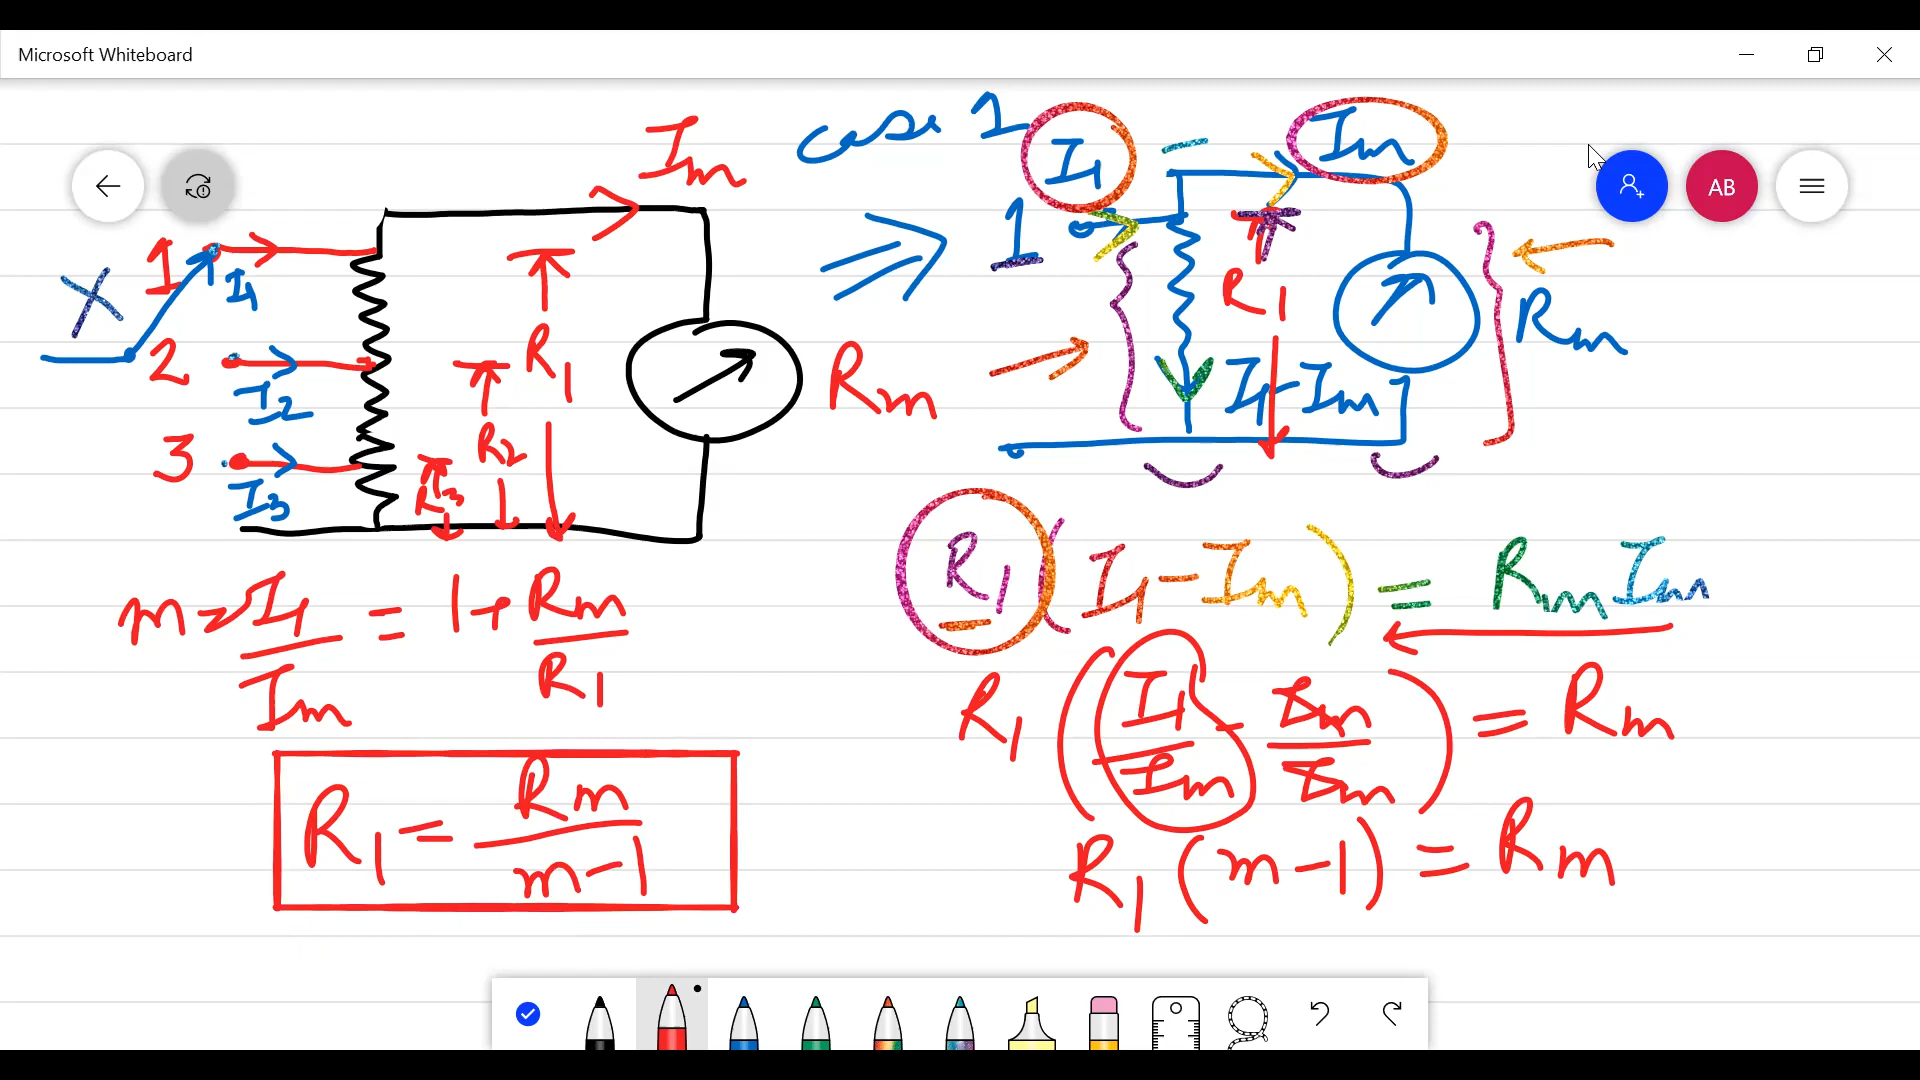 Microsoft Whiteboard
case 1
I1
Im
Im
AB
1
I1
X
2
I2
3
I3
R1
R2
R3
Rm
1
R1
I1-Im
Rm
R1(I1-Im) = RmIm
m = I1/Im = 1+Rm/R1
R1(I1/Im - Im/Im) = Rm
R1 = Rm/m-1
R1(m-1) = Rm